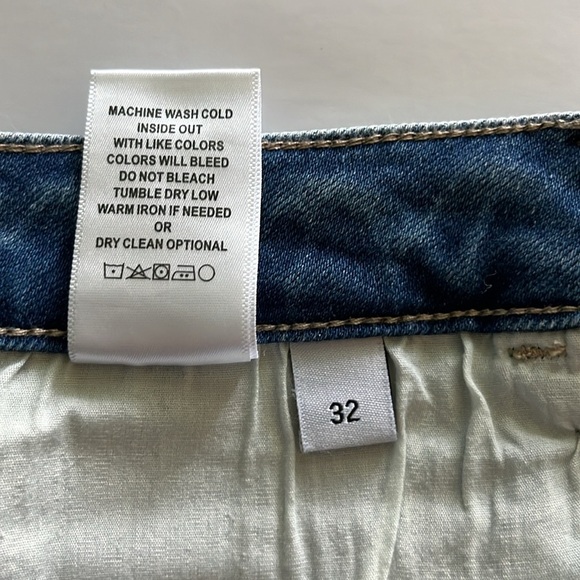 MACHINE WASH COLD
INSIDE OUT
WITH LIKE COLORS
COLORS WILL BLEED
DO NOT BLEACH
TUMBLE DRY LOW
WARM IRON IF NEEDED
OR
DRY CLEAN OPTIONAL
32